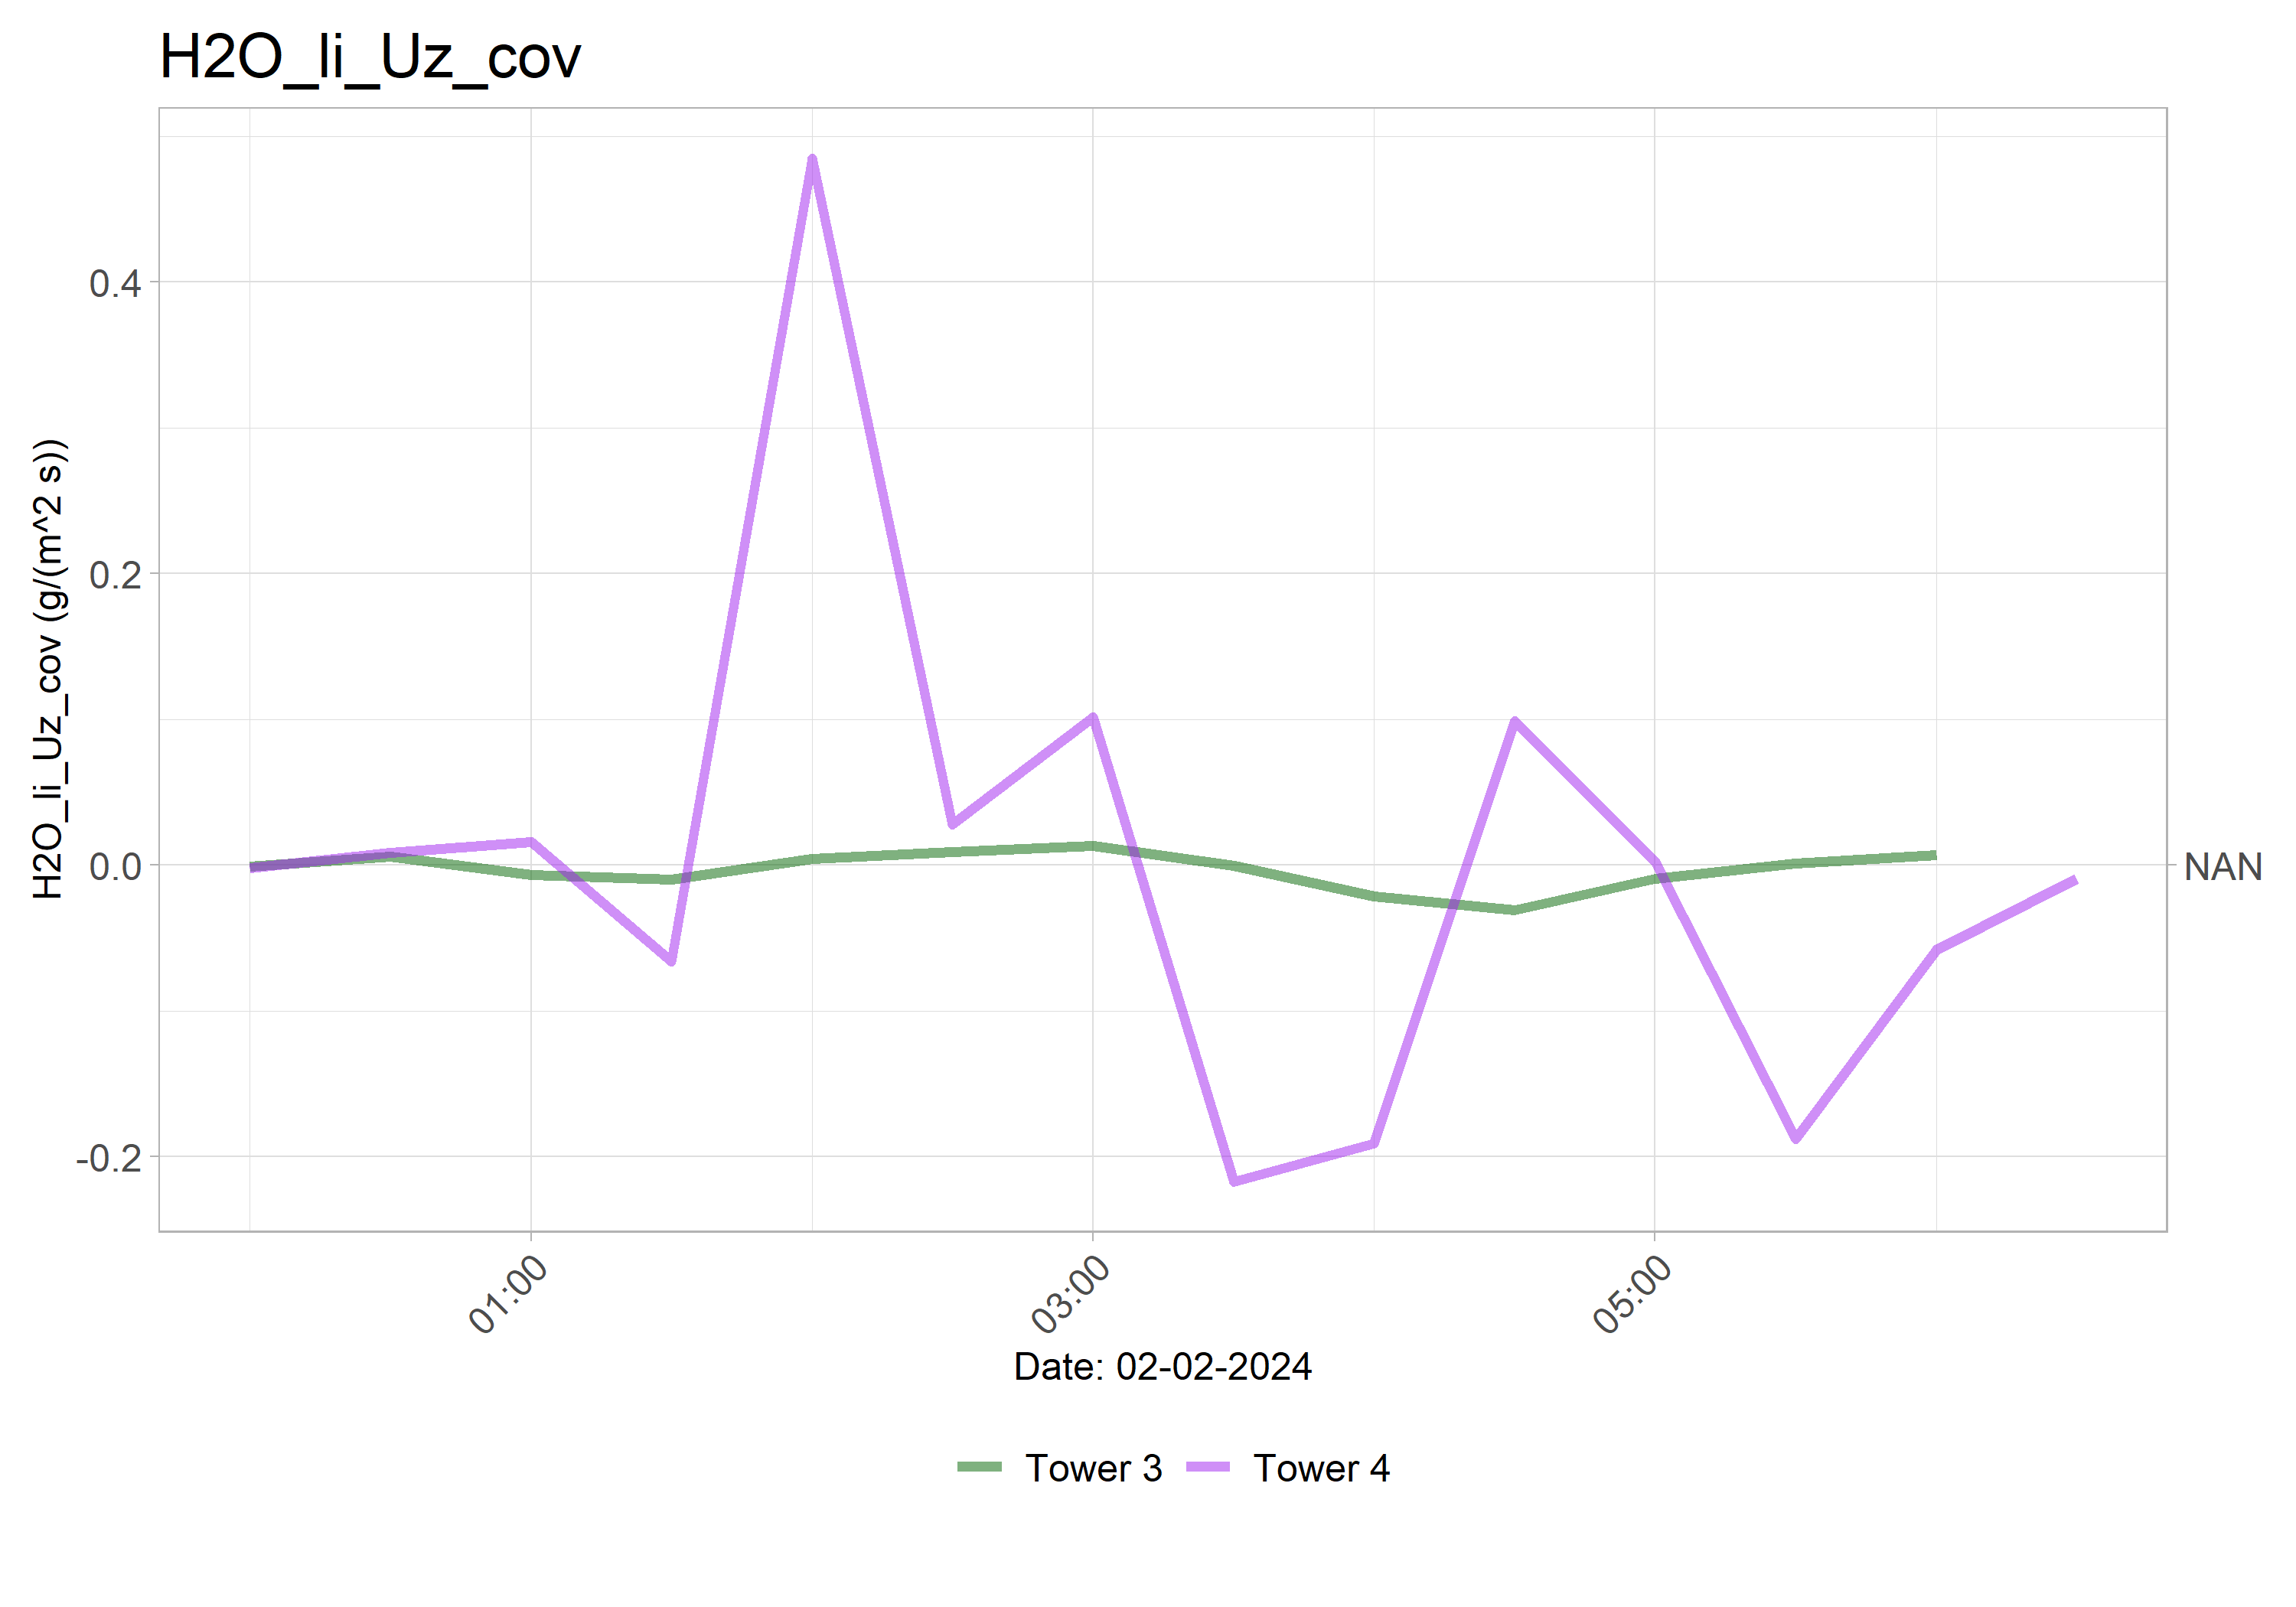 H2O_li_Uz_cov
H2O_li_Uz_cov (g/(m^2 s))
0.4
0.2
0.0
-0.2
NAN
01:00
03:00
05:00
Date: 02-02-2024
Tower 3
Tower 4